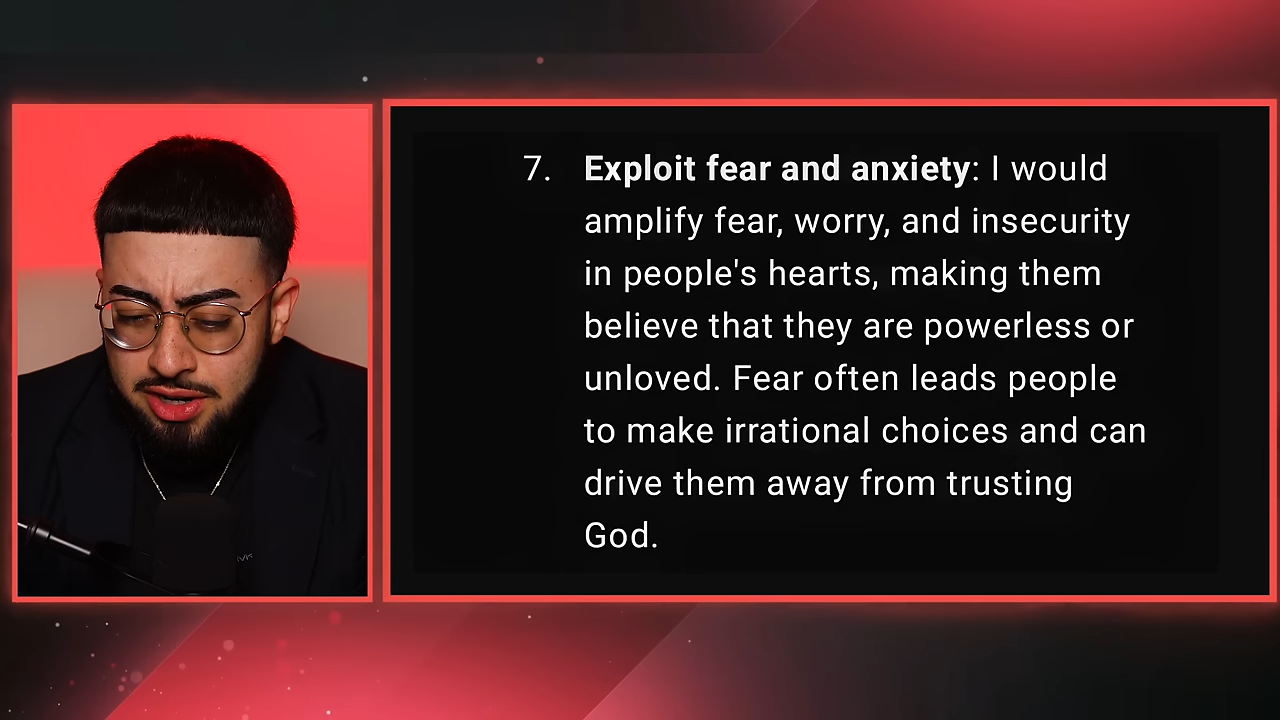 7. Exploit fear and anxiety: I would
amplify fear, worry, and insecurity
in people's hearts, making them
believe that they are powerless or
unloved. Fear often leads people
to make irrational choices and can
drive them away from trusting
God.